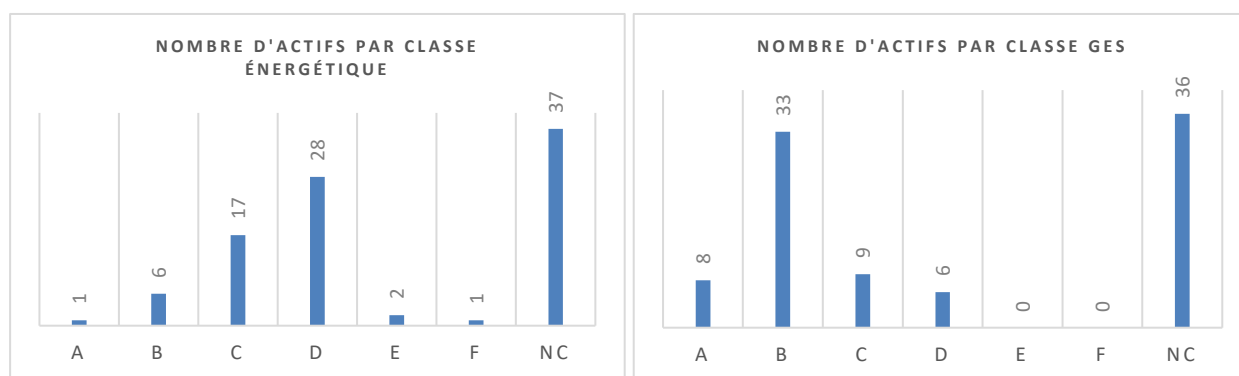 NOMBRE D'ACTIFS PAR CLASSE
ÉNERGÉTIQUE
1
6
17
28
2
1
37
A B C D E F NC
NOMBRE D'ACTIFS PAR CLASSE GES
8
33
9
6
0
0
36
A B C D E F NC